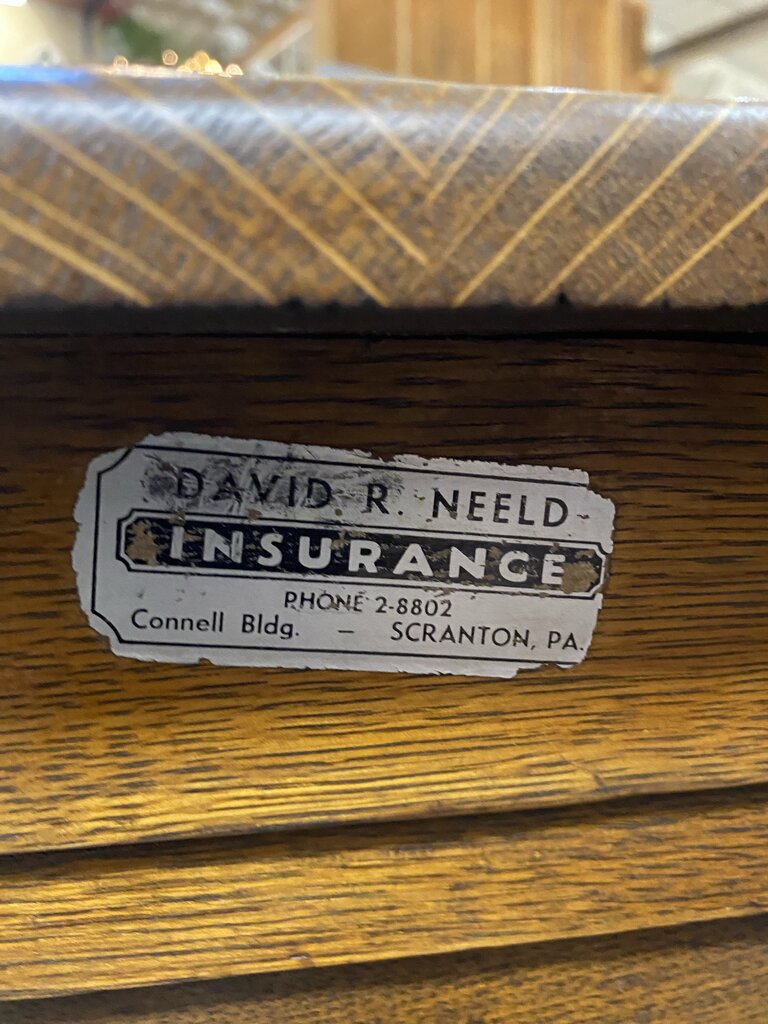 DAVID R. NEELD
INSURANCE
PHONE 2-8802
Connell Bldg. – SCRANTON, PA.